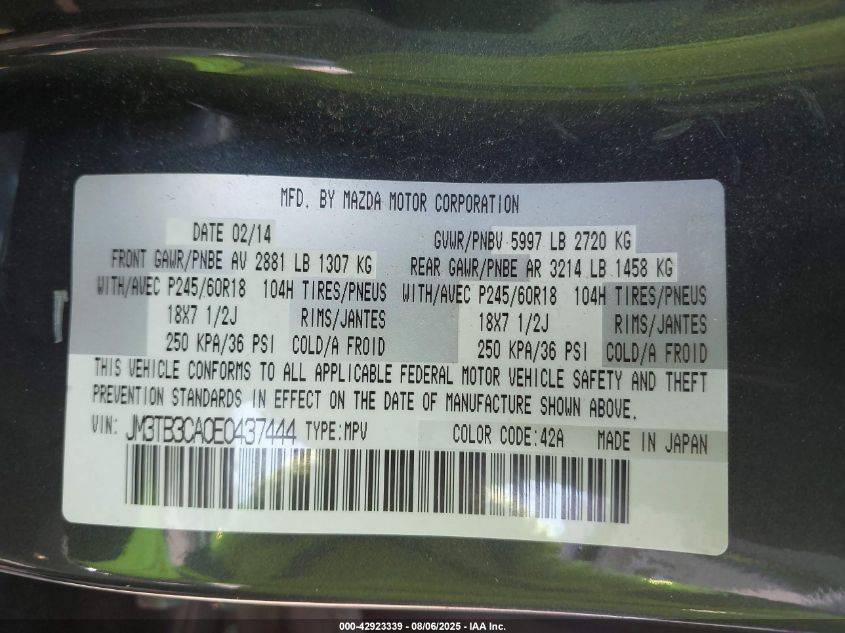 MFD. BY MAZDA MOTOR CORPORATION
DATE 02/14 GVWR/PNBV 5997 LB 2720 KG
FRONT GAWR/PNBE AV 2881 LB 1307 KG REAR GAWR/PNBE AR 3214 LB 1458 KG
WITH/AVEC P245/60R18 104H TIRES/PNEUS WITH/AVEC P245/60R18 104H TIRES/PNEUS
18X7 1/2J RIMS/JANTES 18X7 1/2J RIMS/JANTES
250 KPA/36 PSI COLD/A FROID 250 KPA/36 PSI COLD/A FROID
THIS VEHICLE CONFORMS TO ALL APPLICABLE FEDERAL MOTOR VEHICLE SAFETY AND THEFT
PREVENTION STANDARDS IN EFFECT ON THE DATE OF MANUFACTURE SHOWN ABOVE.
VIN: JM3TB3CA0E0437444 TYPE:MPV COLOR CODE:42A MADE IN JAPAN
000-42923339 - 08/06/2025 - IAA Inc.